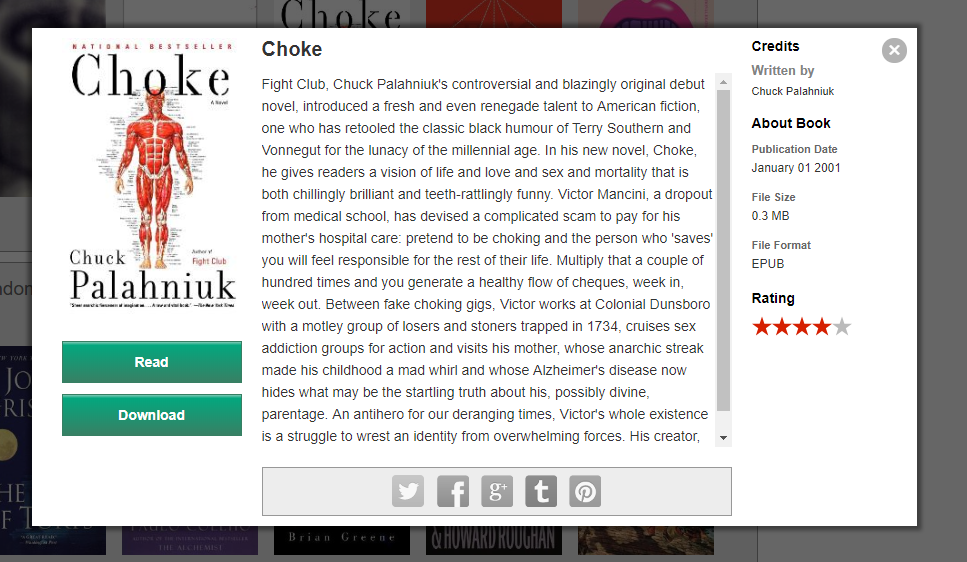 Choke
NATIONAL BESTSELLER
Choke
A Novel
Chuck
Palahniuk
Author of
Fight Club
Read
Download
Choke
Fight Club, Chuck Palahniuk's controversial and blazingly original debut
novel, introduced a fresh and even renegade talent to American fiction,
one who has retooled the classic black humour of Terry Southern and
Vonnegut for the lunacy of the millennial age. In his new novel, Choke,
he gives readers a vision of life and love and sex and mortality that is
both chillingly brilliant and teeth-rattlingly funny. Victor Mancini, a dropout
from medical school, has devised a complicated scam to pay for his
mother's hospital care: pretend to be choking and the person who 'saves'
you will feel responsible for the rest of their life. Multiply that a couple of
hundred times and you generate a healthy flow of cheques, week in,
week out. Between fake choking gigs, Victor works at Colonial Dunsboro
with a motley group of losers and stoners trapped in 1734, cruises sex
addiction groups for action and visits his mother, whose anarchic streak
made his childhood a mad whirl and whose Alzheimer's disease now
hides what may be the startling truth about his, possibly divine,
parentage. An antihero for our deranging times, Victor's whole existence
is a struggle to wrest an identity from overwhelming forces. His creator,
Credits
Written by
Chuck Palahniuk
About Book
Publication Date
January 01 2001
File Size
0.3 MB
File Format
EPUB
Rating
THE ALCHEMIST
Brian Greene
& HOWARD ROUGHAN